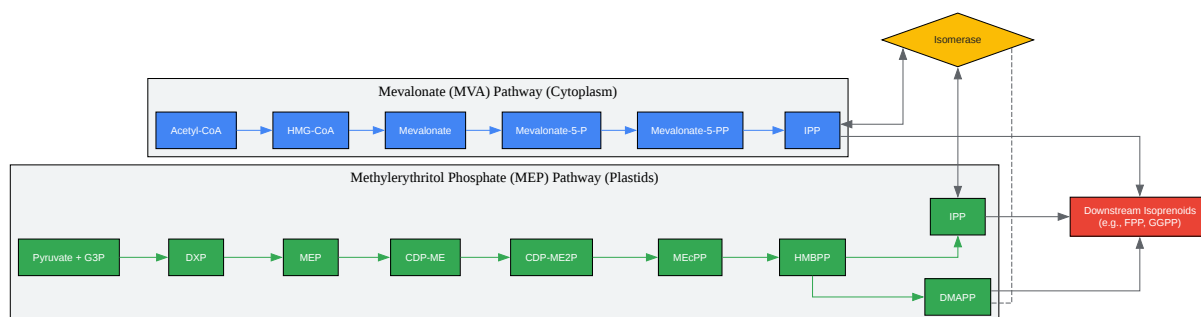 Isomerase
Mevalonate (MVA) Pathway (Cytoplasm)
Acetyl-CoA
HMG-CoA
Mevalonate
Mevalonate-5-P
Mevalonate-5-PP
IPP
Methylerythritol Phosphate (MEP) Pathway (Plastids)
IPP
Downstream Isoprenoids
(e.g., FPP, GGPP)
Pyruvate + G3P
DXP
MEP
CDP-ME
CDP-ME2P
MEcPP
HMBPP
DMAPP